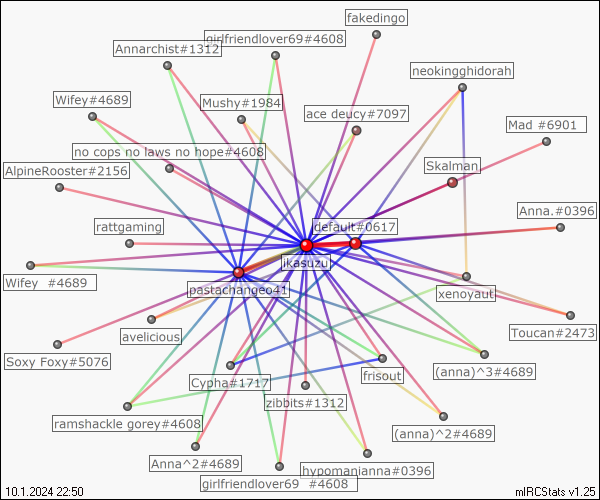 fakedingo
girlfriendlover69#4608
Annarchist#1312
neokingghidorah
Wifey#4689
Mushy#1984
ace deucy#7097
Mad #6901
no cops no laws no hope#4608
Skalman
AlpineRooster#2156
Anna.#0396
rattgaming
default#0617
ikasuzu
Wifey #4689
pastachangeo41
xenoyaut
avelicious
Toucan#2473
Soxy Foxy#5076
(anna)^3#4689
Cypha#1717
frisout
zibbits#1312
ramshackle gorey#4608
(anna)^2#4689
Anna^2#4689
hypomanianna#0396
girlfriendlover69 #4608
10.1.2024 22:50
mIRCStats v1.25